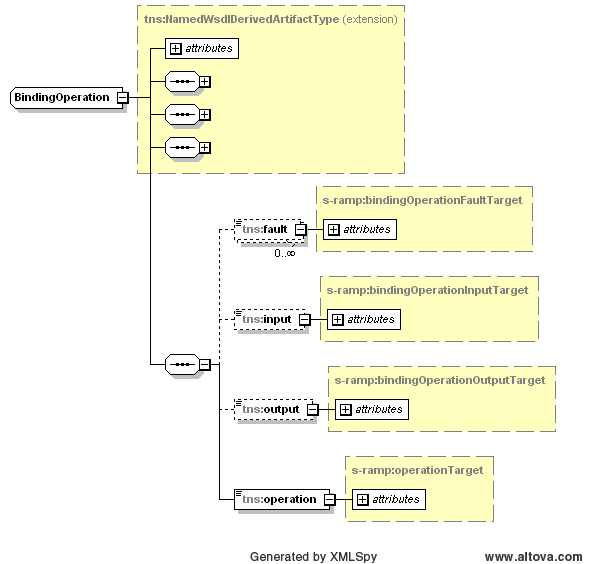 tns:NamedWsdlDerivedArtifactType (extension)
attributes
BindingOperation
s-ramp:bindingOperationFaultTarget
tns:fault
attributes
0..∞
s-ramp:bindingOperationInputTarget
tns:input
attributes
s-ramp:bindingOperationOutputTarget
tns:output
attributes
s-ramp:operationTarget
tns:operation
attributes
Generated by XMLSpy
www.altova.com